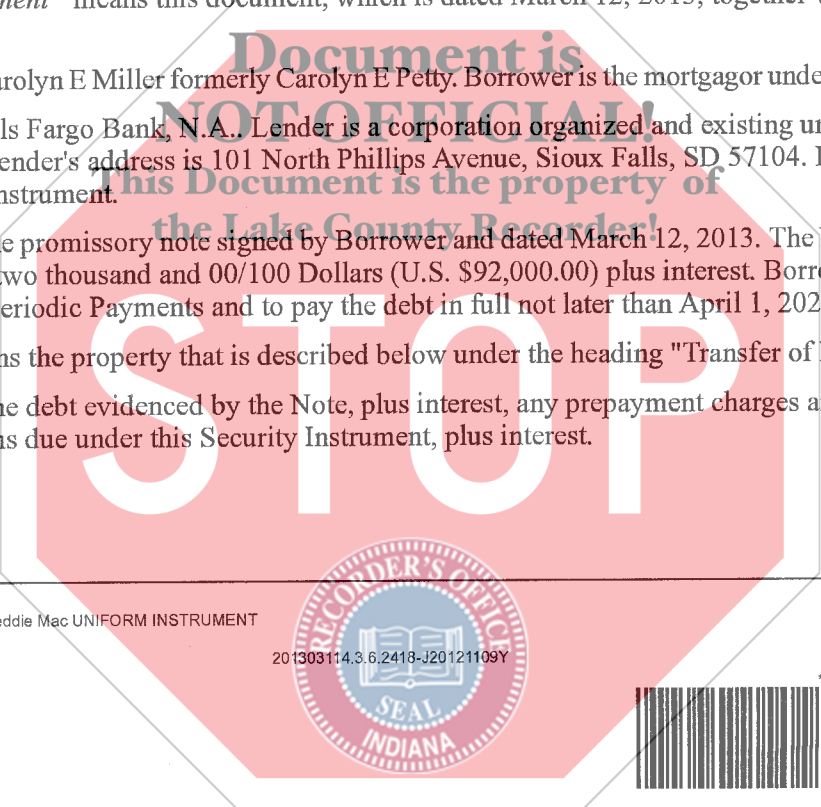 ment" means this document, which is dated March 12, 2013, together
Document is
arolyn E Miller formerly Carolyn E Petty. Borrower is the mortgagor unde
NOT OFFICIAL!
ls Fargo Bank, N.A.. Lender is a corporation organized and existing un
ender's address is 101 North Phillips Avenue, Sioux Falls, SD 57104.
This Document is the property of
nstrument.
the Lake County Recorder!
e promissory note signed by Borrower and dated March 12, 2013. The
two thousand and 00/100 Dollars (U.S. $92,000.00) plus interest. Borr
eriodic Payments and to pay the debt in full not later than April 1, 202
STOP
ns the property that is described below under the heading "Transfer of
ne debt evidenced by the Note, plus interest, any prepayment charges a
ns due under this Security Instrument, plus interest.
RECORDER'S OFFICE
eddie Mac UNIFORM INSTRUMENT
201303114.3.6.2418-J20121109Y
SEAL
INDIANA